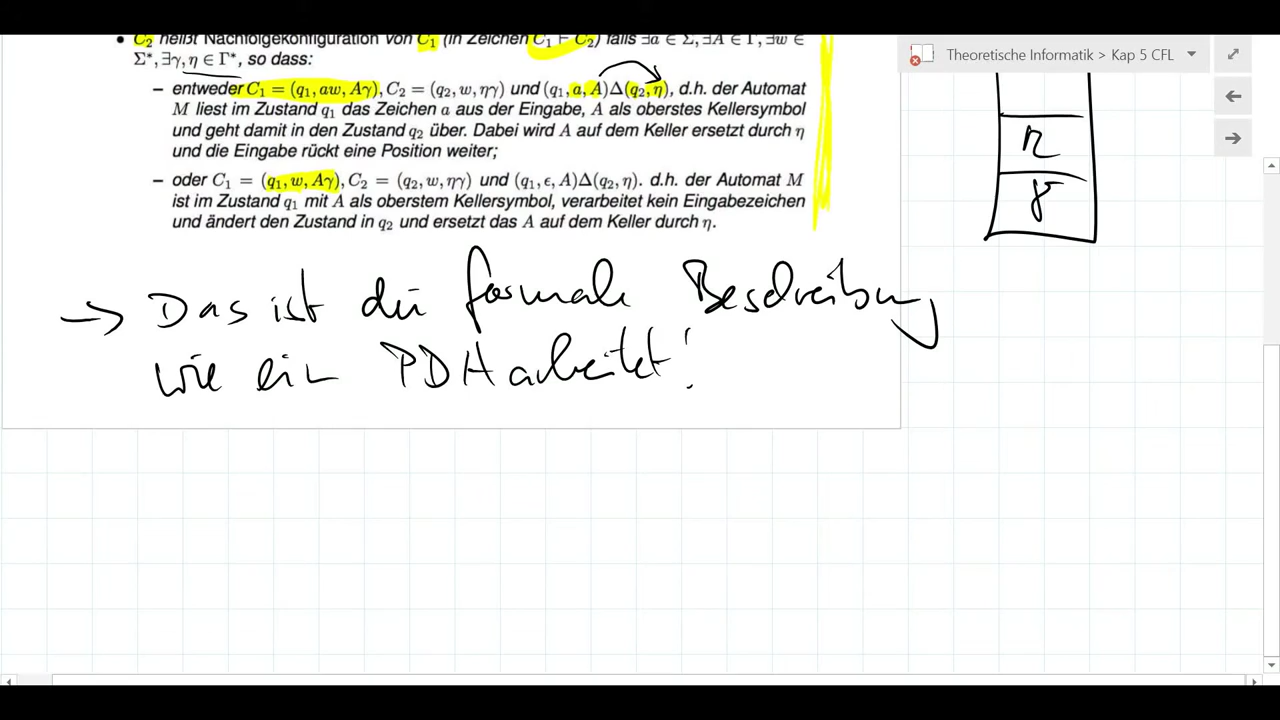 • C₂ heißt Nachfolgekonfiguration von C₁ (in Zeichen C₁ ⊢ C₂) falls ∃a ∈ Σ, ∃A ∈ Γ, ∃w ∈
Σ*, ∃γ, η ∈ Γ*, so dass:
– entweder C₁ = (q₁, aw, Aγ), C₂ = (q₂, w, ηγ) und (q₁, a, A)Δ(q₂, η), d.h. der Automat
M liest im Zustand q₁ das Zeichen a aus der Eingabe, A als oberstes Kellersymbol
und geht damit in den Zustand q₂ über. Dabei wird A auf dem Keller ersetzt durch η
und die Eingabe rückt eine Position weiter;
– oder C₁ = (q₁, w, Aγ), C₂ = (q₂, w, ηγ) und (q₁, ϵ, A)Δ(q₂, η). d.h. der Automat M
ist im Zustand q₁ mit A als oberstem Kellersymbol, verarbeitet kein Eingabezeichen
und ändert den Zustand in q₂ und ersetzt das A auf dem Keller durch η.
→ Das ist die formale Beschreibung
wie ein PDA arbeitet!
Theoretische Informatik > Kap 5 CFL
η
γ